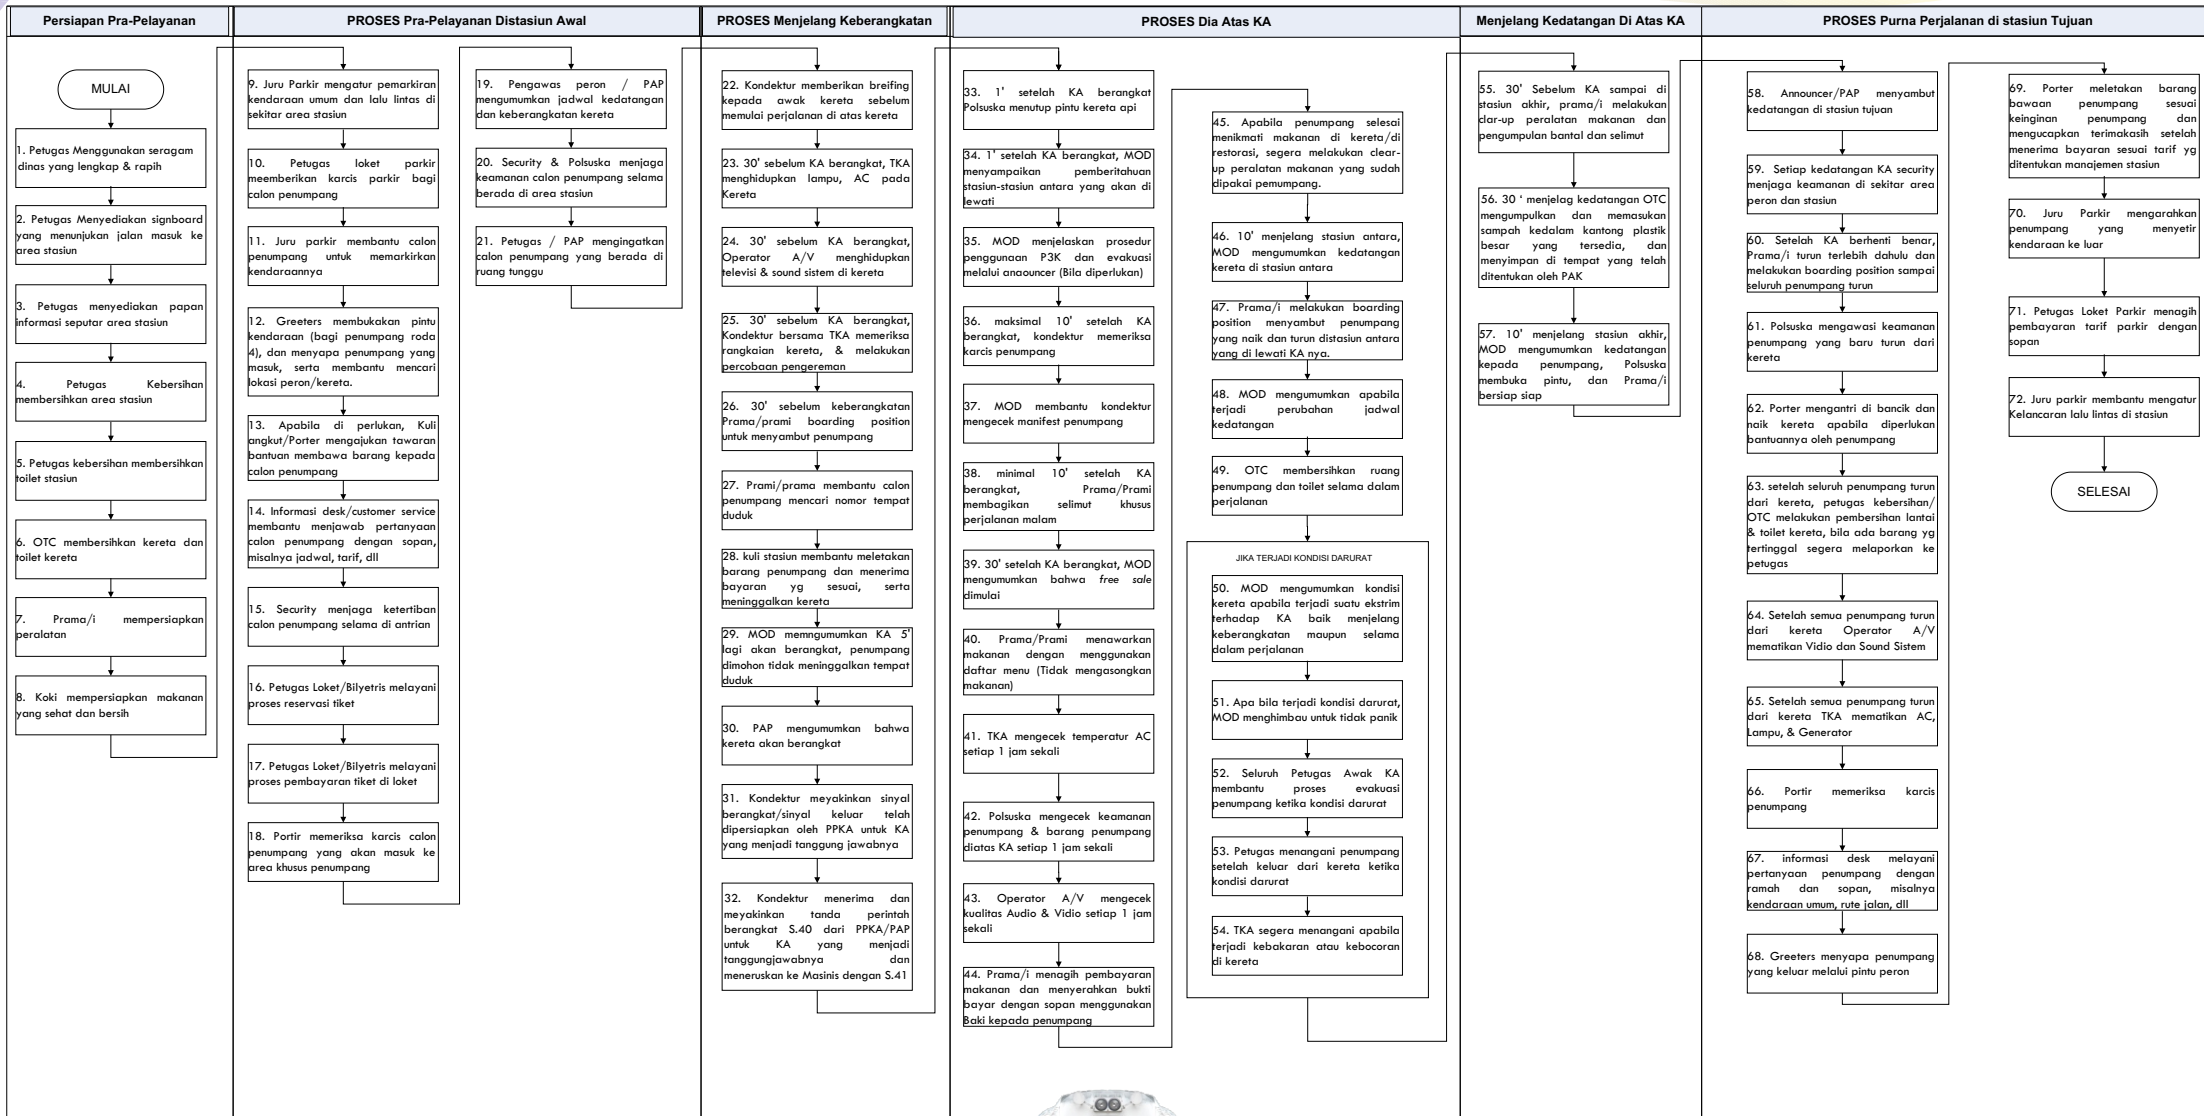 Persiapan Pra-Pelayanan
PROSES Pra-Pelayanan Distasiun Awal
PROSES Menjelang Keberangkatan
PROSES Dia Atas KA
Menjelang Kedatangan Di Atas KA
PROSES Purna Perjalanan di stasiun Tujuan
MULAI
1. Petugas Menggunakan seragam
dinas yang lengkap & rapih
2. Petugas Menyediakan signboard
yang menunjukan jalan masuk ke
area stasiun
3. Petugas menyediakan papan
informasi seputar area stasiun
4. Petugas Kebersihan
membersihkan area stasiun
5. Petugas kebersihan membersihkan
toilet stasiun
6. OTC membersihkan kereta dan
toilet kereta
7. Prama/i mempersiapkan
peralatan
8. Koki mempersiapkan makanan
yang sehat dan bersih
9. Juru Parkir mengatur pemarkiran
kendaraan umum dan lalu lintas di
sekitar area stasiun
10. Petugas loket parkir
meemberikan karcis parkir bagi
calon penumpang
11. Juru parkir membantu calon
penumpang untuk memarkirkan
kendaraannya
12. Greeters membukakan pintu
kendaraan (bagi penumpang roda
4), dan menyapa penumpang yang
masuk, serta membantu mencari
lokasi peron/kereta.
13. Apabila di perlukan, Kuli
angkut/Porter mengajukan tawaran
bantuan membawa barang kepada
calon penumpang
14. Informasi desk/customer service
membantu menjawab pertanyaan
calon penumpang dengan sopan,
misalnya jadwal, tarif, dll
15. Security menjaga ketertiban
calon penumpang selama di antrian
16. Petugas Loket/Bilyetris melayani
proses reservasi tiket
17. Petugas Loket/Bilyetris melayani
proses pembayaran tiket di loket
18. Portir memeriksa karcis calon
penumpang yang akan masuk ke
area khusus penumpang
19. Pengawas peron / PAP
mengumumkan jadwal kedatangan
dan keberangkatan kereta
20. Security & Polsuska menjaga
keamanan calon penumpang selama
berada di area stasiun
21. Petugas / PAP mengingatkan
calon penumpang yang berada di
ruang tunggu
22. Kondektur memberikan breifing
kepada awak kereta sebelum
memulai perjalanan di atas kereta
23. 30' sebelum KA berangkat, TKA
menghidupkan lampu, AC pada
Kereta
24. 30' sebelum KA berangkat,
Operator A/V menghidupkan
televisi & sound sistem di kereta
25. 30' sebelum KA berangkat,
Kondektur bersama TKA memeriksa
rangkaian kereta, & melakukan
percobaan pengereman
26. 30' sebelum keberangkatan
Prama/prami boarding position
untuk menyambut penumpang
27. Prami/prama membantu calon
penumpang mencari nomor tempat
duduk
28. kuli stasiun membantu meletakan
barang penumpang dan menerima
bayaran yg sesuai, serta
meninggalkan kereta
29. MOD memngumumkan KA 5'
lagi akan berangkat, penumpang
dimohon tidak meninggalkan tempat
duduk
30. PAP mengumumkan bahwa
kereta akan berangkat
31. Kondektur meyakinkan sinyal
berangkat/sinyal keluar telah
dipersiapkan oleh PPKA untuk KA
yang menjadi tanggung jawabnya
32. Kondektur menerima dan
meyakinkan tanda perintah
berangkat S.40 dari PPKA/PAP
untuk KA yang menjadi
tanggungjawabnya dan
meneruskan ke Masinis dengan S.41
33. 1' setelah KA berangkat
Polsuska menutup pintu kereta api
34. 1' setelah KA berangkat, MOD
menyampaikan pemberitahuan
stasiun-stasiun antara yang akan di
lewati
35. MOD menjelaskan prosedur
penggunaan P3K dan evakuasi
melalui anaouncer (Bila diperlukan)
36. maksimal 10' setelah KA
berangkat, kondektur memeriksa
karcis penumpang
37. MOD membantu kondektur
mengecek manifest penumpang
38. minimal 10' setelah KA
berangkat, Prama/Prami
membagikan selimut khusus
perjalanan malam
39. 30' setelah KA berangkat, MOD
mengumumkan bahwa free sale
dimulai
40. Prama/Prami menawarkan
makanan dengan menggunakan
daftar menu (Tidak mengasongkan
makanan)
41. TKA mengecek temperatur AC
setiap 1 jam sekali
42. Polsuska mengecek keamanan
penumpang & barang penumpang
diatas KA setiap 1 jam sekali
43. Operator A/V mengecek
kualitas Audio & Vidio setiap 1 jam
sekali
44. Prama/i menagih pembayaran
makanan dan menyerahkan bukti
bayar dengan sopan menggunakan
Baki kepada penumpang
45. Apabila penumpang selesai
menikmati makanan di kereta/di
restorasi, segera melakukan clear-
up peralatan makanan yang sudah
dipakai pemumpang.
46. 10' menjelang stasiun antara,
MOD mengumumkan kedatangan
kereta di stasiun antara
47. Prama/i melakukan boarding
position menyambut penumpang
yang naik dan turun distasiun antara
yang di lewati KA nya.
48. MOD mengumumkan apabila
terjadi perubahan jadwal
kedatangan
49. OTC membersihkan ruang
penumpang dan toilet selama dalam
perjalanan
JIKA TERJADI KONDISI DARURAT
50. MOD mengumumkan kondisi
kereta apabila terjadi suatu ekstrim
terhadap KA baik menjelang
keberangkatan maupun selama
dalam perjalanan
51. Apa bila terjadi kondisi darurat,
MOD menghimbau untuk tidak panik
52. Seluruh Petugas Awak KA
membantu proses evakuasi
penumpang ketika kondisi darurat
53. Petugas menangani penumpang
setelah keluar dari kereta ketika
kondisi darurat
54. TKA segera menangani apabila
terjadi kebakaran atau kebocoran
di kereta
55. 30' Sebelum KA sampai di
stasiun akhir, prama/i melakukan
clar-up peralatan makanan dan
pengumpulan bantal dan selimut
56. 30 ' menjelag kedatangan OTC
mengumpulkan dan memasukan
sampah kedalam kantong plastik
besar yang tersedia, dan
menyimpan di tempat yang telah
ditentukan oleh PAK
57. 10' menjelang stasiun akhir,
MOD mengumumkan kedatangan
kepada penumpang, Polsuska
membuka pintu, dan Prama/i
bersiap siap
58. Announcer/PAP menyambut
kedatangan di stasiun tujuan
59. Setiap kedatangan KA security
menjaga keamanan di sekitar area
peron dan stasiun
60. Setelah KA berhenti benar,
Prama/i turun terlebih dahulu dan
melakukan boarding position sampai
seluruh penumpang turun
61. Polsuska mengawasi keamanan
penumpang yang baru turun dari
kereta
62. Porter mengantri di bancik dan
naik kereta apabila diperlukan
bantuannya oleh penumpang
63. setelah seluruh penumpang turun
dari kereta, petugas kebersihan/
OTC melakukan pembersihan lantai
& toilet kereta, bila ada barang yg
tertinggal segera melaporkan ke
petugas
64. Setelah semua penumpang turun
dari kereta Operator A/V
mematikan Vidio dan Sound Sistem
65. Setelah semua penumpang turun
dari kereta TKA mematikan AC,
Lampu, & Generator
66. Portir memeriksa karcis
penumpang
67. informasi desk melayani
pertanyaan penumpang dengan
ramah dan sopan, misalnya
kendaraan umum, rute jalan, dll
68. Greeters menyapa penumpang
yang keluar melalui pintu peron
69. Porter meletakan barang
bawaan penumpang sesuai
keinginan penumpang dan
mengucapkan terimakasih setelah
menerima bayaran sesuai tarif yg
ditentukan manajemen stasiun
70. Juru Parkir mengarahkan
penumpang yang menyetir
kendaraan ke luar
71. Petugas Loket Parkir menagih
pembayaran tarif parkir dengan
sopan
72. Juru parkir membantu mengatur
Kelancaran lalu lintas di stasiun
SELESAI